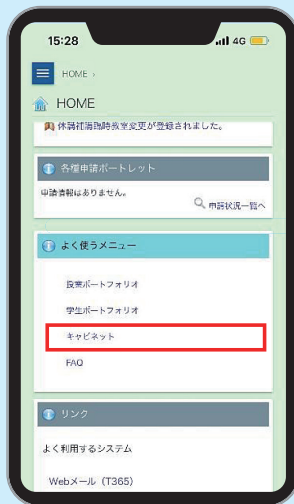 15:28
4G
HOME ›
HOME
休講補講臨時教室変更が登録されました。
各種申請ポートレット
申請情報はありません。
申請状況一覧へ
よく使うメニュー
授業ポートフォリオ
学生ポートフォリオ
キャビネット
FAQ
リンク
よく利用するシステム
Webメール（T365）